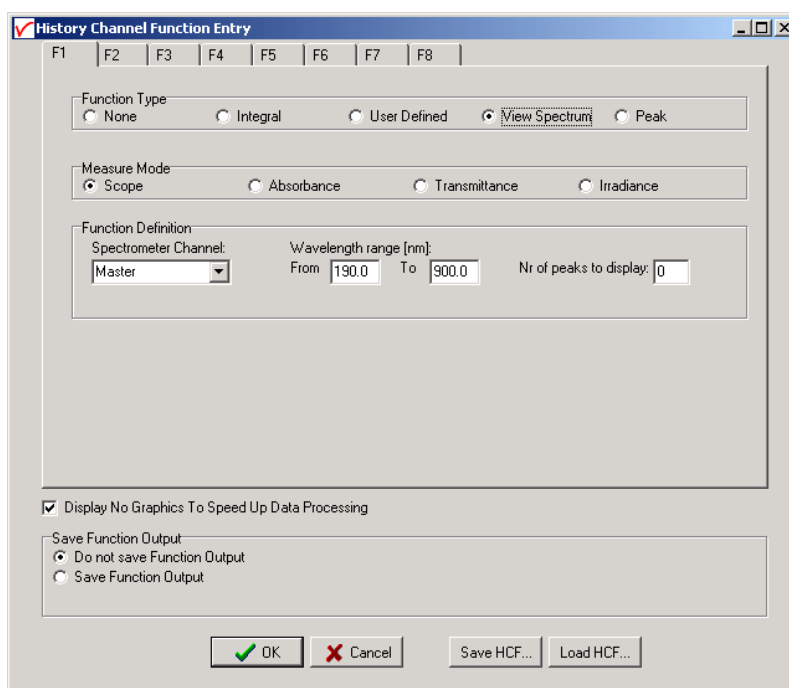 History Channel Function Entry
F1 F2 F3 F4 F5 F6 F7 F8
Function Type
None Integral User Defined View Spectrum Peak
Measure Mode
Scope Absorbance Transmittance Irradiance
Function Definition
Spectrometer Channel: Wavelength range [nm]:
Master From 190.0 To 900.0 Nr of peaks to display: 0
Display No Graphics To Speed Up Data Processing
Save Function Output
Do not save Function Output
Save Function Output
OK Cancel Save HCF... Load HCF...